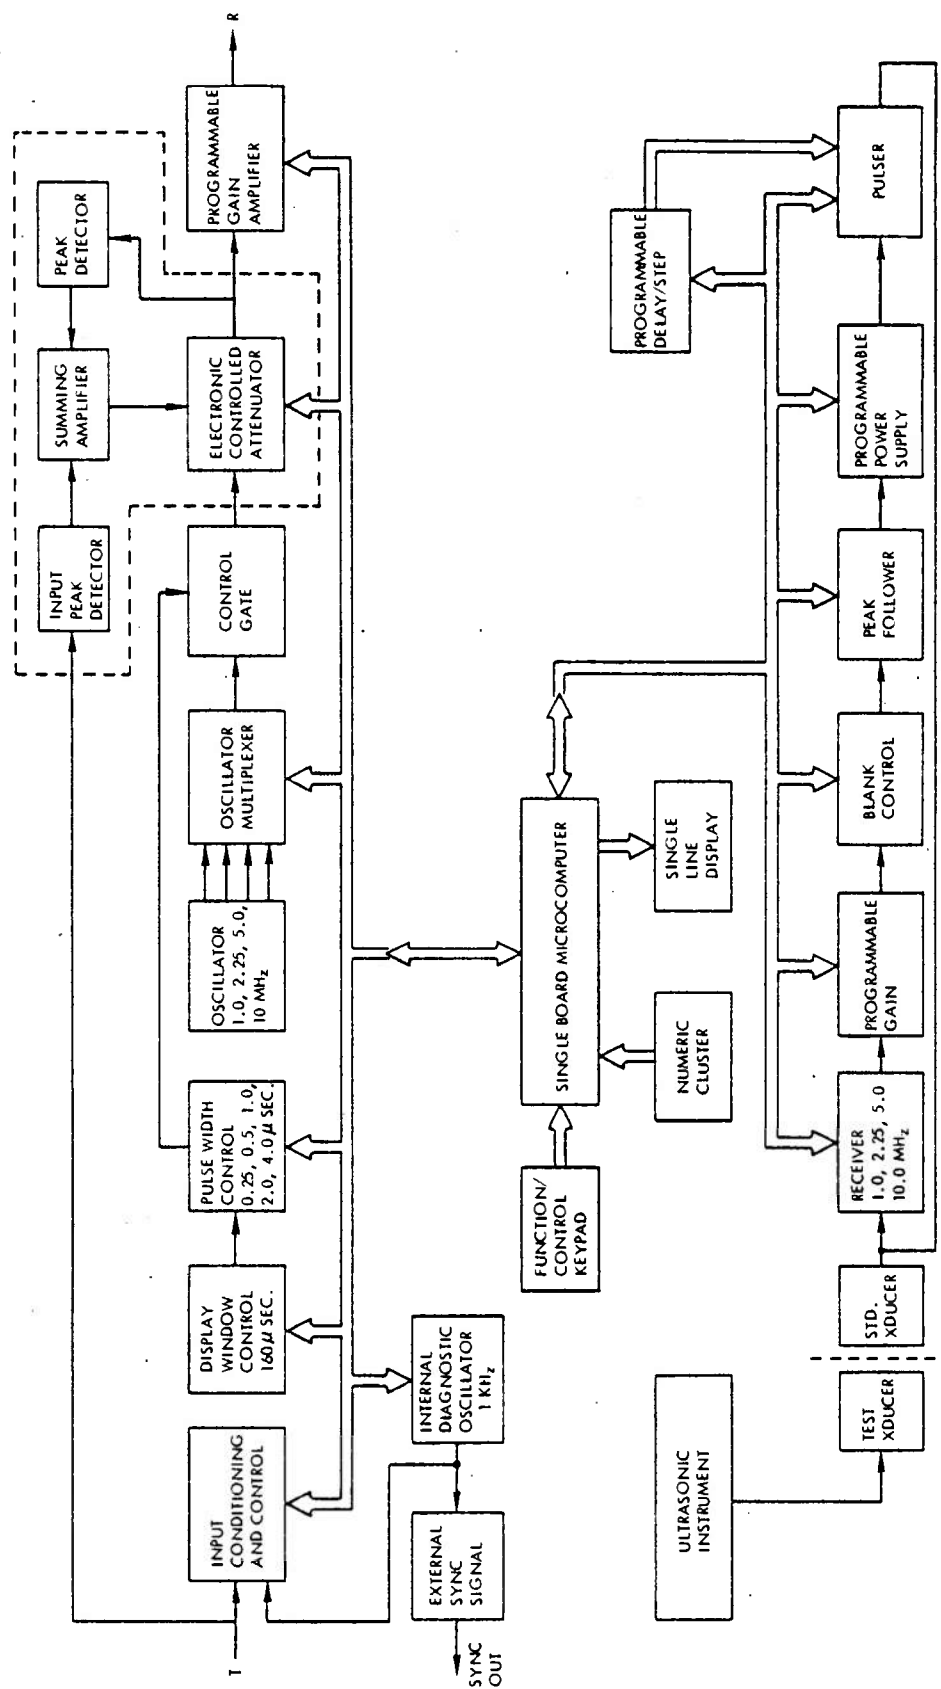 T
INPUT
CONDITIONING
AND CONTROL
DISPLAY
WINDOW
CONTROL
160 μ SEC.
PULSE WIDTH
CONTROL
0.25, 0.5, 1.0,
2.0, 4.0 μ SEC.
OSCILLATOR
1.0, 2.25, 5.0,
10 MHz
OSCILLATOR
MULTIPLEXER
CONTROL
GATE
ELECTRONIC
CONTROLLED
ATTENUATOR
PROGRAMMABLE
GAIN
AMPLIFIER
R
INPUT
PEAK
DETECTOR
SUMMING
AMPLIFIER
PEAK
DETECTOR
SYNC
OUT
EXTERNAL
SYNC
SIGNAL
INTERNAL
DIAGNOSTIC
OSCILLATOR
1 KHz
FUNCTION/
CONTROL
KEYPAD
SINGLE BOARD MICROCOMPUTER
NUMERIC
CLUSTER
SINGLE
LINE
DISPLAY
PROGRAMMABLE
DELAY/STEP
ULTRASONIC
INSTRUMENT
TEST
XDUCER
STD.
XDUCER
RECEIVER
1.0, 2.25, 5.0
10.0 MHz
PROGRAMMABLE
GAIN
BLANK
CONTROL
PEAK
FOLLOWER
PROGRAMMABLE
POWER
SUPPLY
PULSER